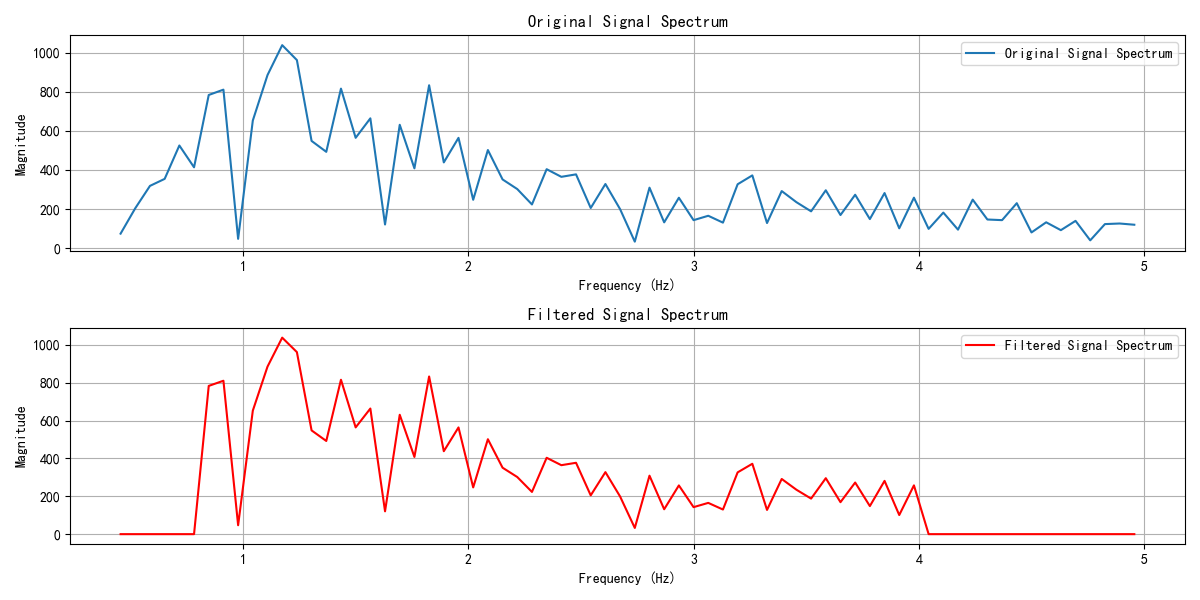 Original Signal Spectrum
1000
800
600
400
200
0
Magnitude
Original Signal Spectrum
1 2 3 4 5
Frequency (Hz)
Filtered Signal Spectrum
1000
800
600
400
200
0
Magnitude
Filtered Signal Spectrum
1 2 3 4 5
Frequency (Hz)